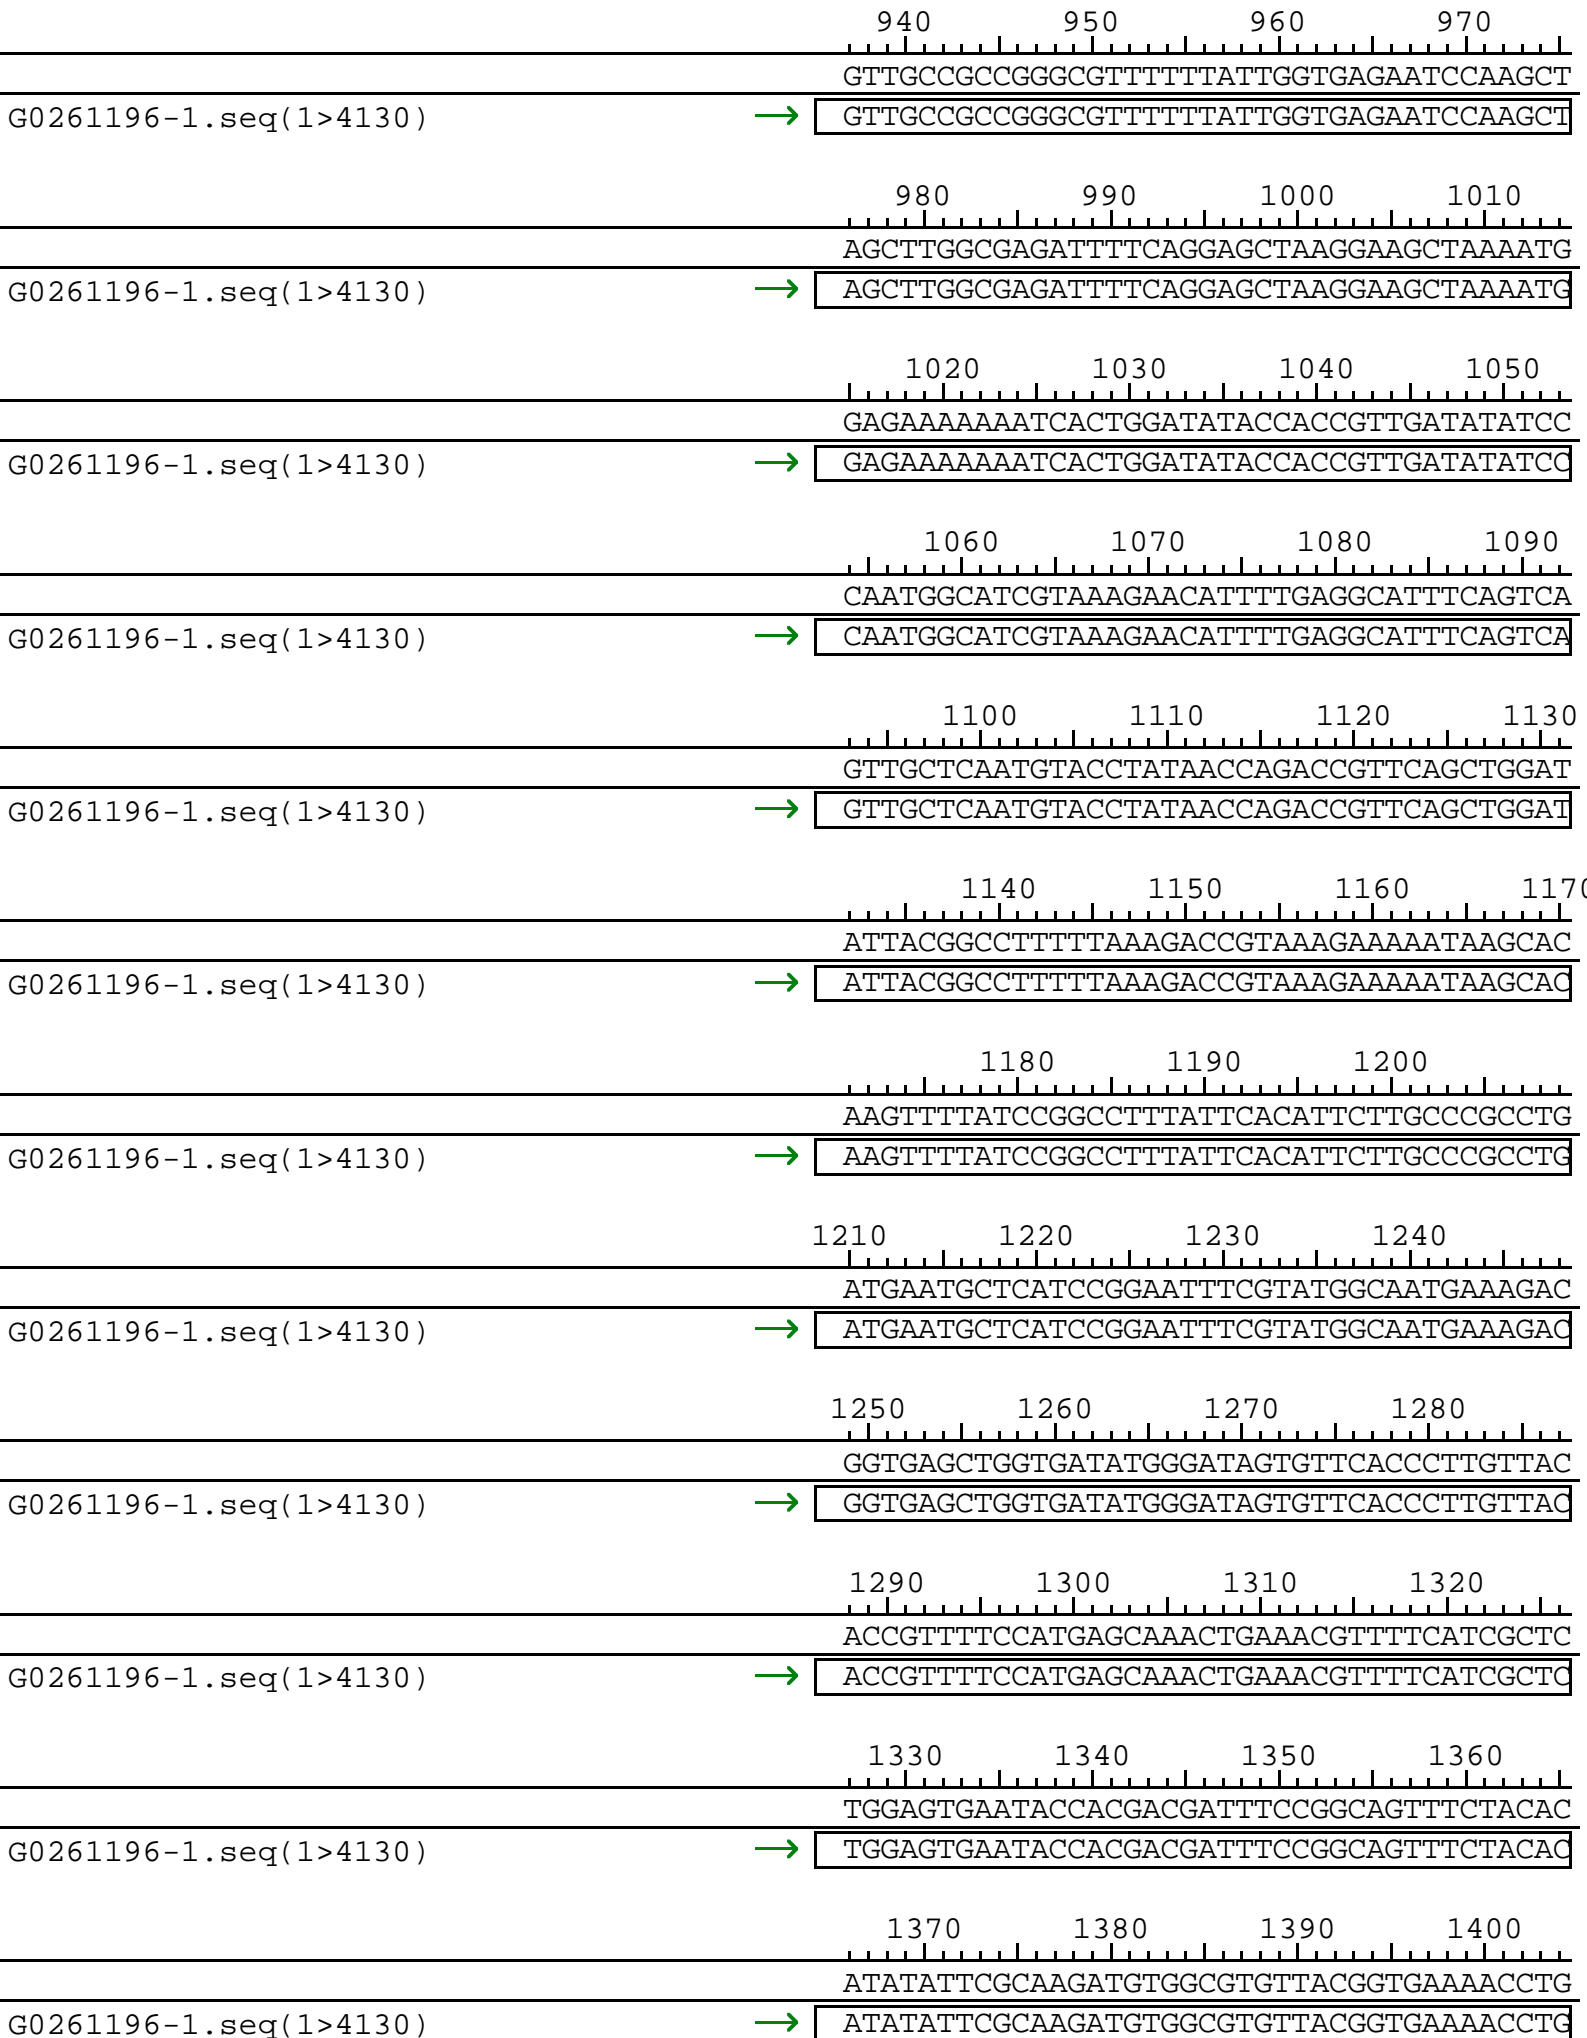 940 950 960 970
GTTGCCGCCGGGCGTTTTTTATTGGTGAGAATCCAAGCT
G0261196-1.seq(1>4130) → GTTGCCGCCGGGCGTTTTTTATTGGTGAGAATCCAAGCT
980 990 1000 1010
AGCTTGGCGAGATTTTCAGGAGCTAAGGAAGCTAAAATG
G0261196-1.seq(1>4130) → AGCTTGGCGAGATTTTCAGGAGCTAAGGAAGCTAAAATG
1020 1030 1040 1050
GAGAAAAAAATCACTGGATATACCACCGTTGATATATCC
G0261196-1.seq(1>4130) → GAGAAAAAAATCACTGGATATACCACCGTTGATATATCC
1060 1070 1080 1090
CAATGGCATCGTAAAGAACATTTTGAGGCATTTCAGTCA
G0261196-1.seq(1>4130) → CAATGGCATCGTAAAGAACATTTTGAGGCATTTCAGTCA
1100 1110 1120 1130
GTTGCTCAATGTACCTATAACCAGACCGTTCAGCTGGAT
G0261196-1.seq(1>4130) → GTTGCTCAATGTACCTATAACCAGACCGTTCAGCTGGAT
1140 1150 1160 1170
ATTACGGCCTTTTTAAAGACCGTAAAGAAAAATAAGCAC
G0261196-1.seq(1>4130) → ATTACGGCCTTTTTAAAGACCGTAAAGAAAAATAAGCAC
1180 1190 1200
AAGTTTTATCCGGCCTTTATTCACATTCTTGCCCGCCTG
G0261196-1.seq(1>4130) → AAGTTTTATCCGGCCTTTATTCACATTCTTGCCCGCCTG
1210 1220 1230 1240
ATGAATGCTCATCCGGAATTTCGTATGGCAATGAAAGAC
G0261196-1.seq(1>4130) → ATGAATGCTCATCCGGAATTTCGTATGGCAATGAAAGAC
1250 1260 1270 1280
GGTGAGCTGGTGATATGGGATAGTGTTCACCCTTGTTAC
G0261196-1.seq(1>4130) → GGTGAGCTGGTGATATGGGATAGTGTTCACCCTTGTTAC
1290 1300 1310 1320
ACCGTTTTCCATGAGCAAACTGAAACGTTTTCATCGCTC
G0261196-1.seq(1>4130) → ACCGTTTTCCATGAGCAAACTGAAACGTTTTCATCGCTC
1330 1340 1350 1360
TGGAGTGAATACCACGACGATTTCCGGCAGTTTCTACAC
G0261196-1.seq(1>4130) → TGGAGTGAATACCACGACGATTTCCGGCAGTTTCTACAC
1370 1380 1390 1400
ATATATTCGCAAGATGTGGCGTGTTACGGTGAAAACCTG
G0261196-1.seq(1>4130) → ATATATTCGCAAGATGTGGCGTGTTACGGTGAAAACCTG